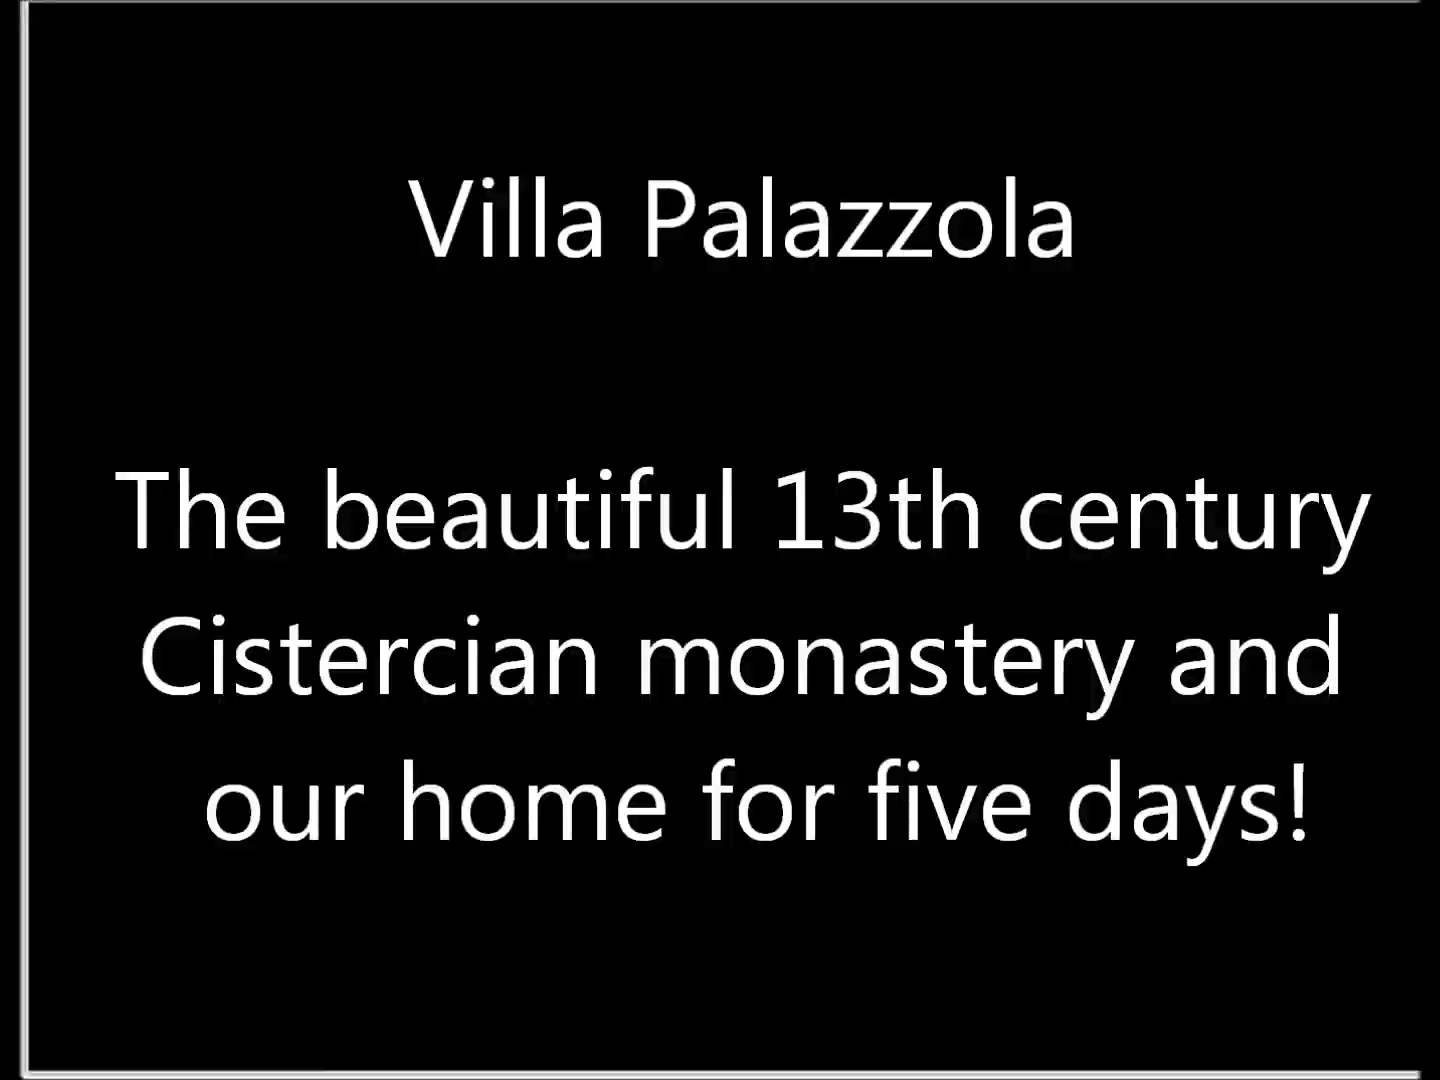 Villa Palazzola
The beautiful 13th century
Cistercian monastery and
our home for five days!